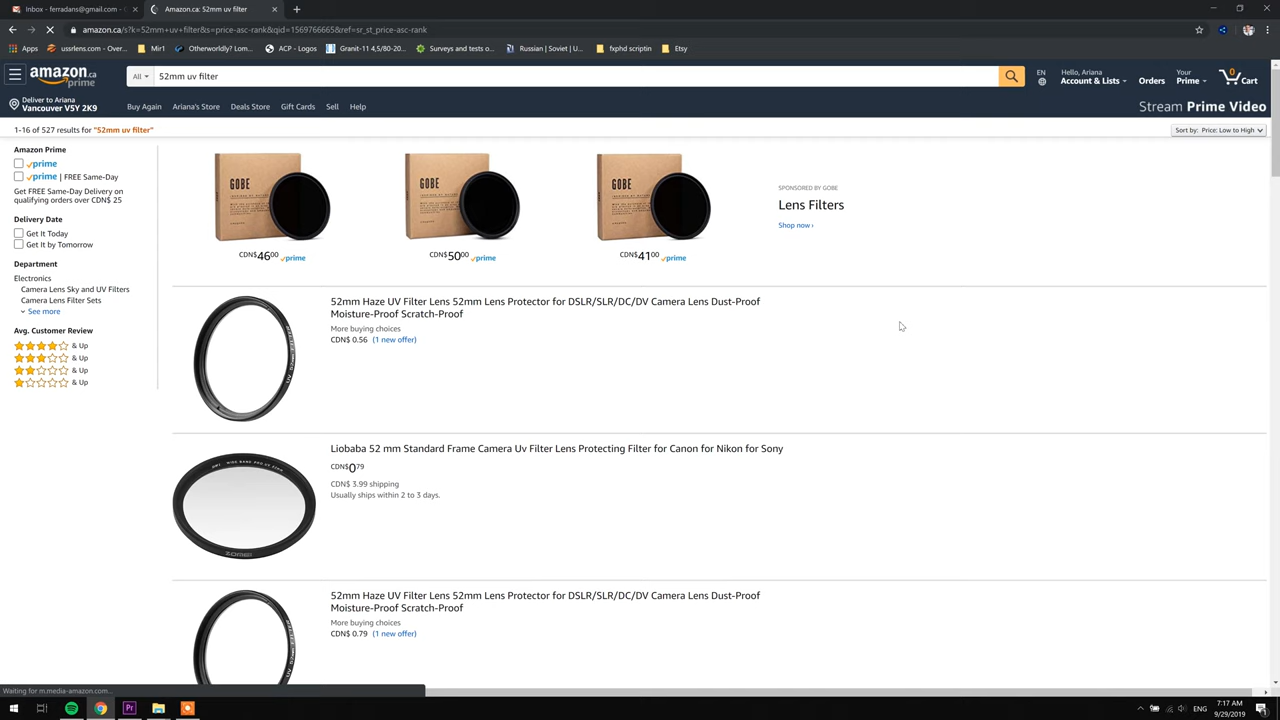 Inbox - ferradans@gmail.com - G
Amazon.ca: 52mm uv filter
amazon.ca/s?k=52mm+uv+filter&s=price-asc-rank&qid=1569766665&ref=sr_st_price-asc-rank
Apps
ussrlens.com - Over...
Mir1
Otherworldly? Lom...
ACP - Logos
Granit-11 4,5/80-20...
Surveys and tests o...
Russian | Soviet | U...
fxphd scriptin
Etsy
amazon.ca
prime
All
52mm uv filter
EN
Hello, Ariana
Account & Lists
Orders
Your
Prime
0
Cart
Deliver to Ariana
Vancouver V5Y 2K9
Buy Again
Ariana's Store
Deals Store
Gift Cards
Sell
Help
Stream Prime Video
1-16 of 527 results for "52mm uv filter"
Sort by: Price: Low to High
Amazon Prime
prime
prime | FREE Same-Day
Get FREE Same-Day Delivery on
qualifying orders over CDN$ 25
Delivery Date
Get It Today
Get It by Tomorrow
Department
Electronics
Camera Lens Sky and UV Filters
Camera Lens Filter Sets
See more
Avg. Customer Review
& Up
& Up
& Up
& Up
GOBE
CDN$4600 prime
GOBE
CDN$5000 prime
GOBE
CDN$4100 prime
SPONSORED BY GOBE
Lens Filters
Shop now ›
52mm Haze UV Filter Lens 52mm Lens Protector for DSLR/SLR/DC/DV Camera Lens Dust-Proof
Moisture-Proof Scratch-Proof
More buying choices
CDN$ 0.56 (1 new offer)
Liobaba 52 mm Standard Frame Camera Uv Filter Lens Protecting Filter for Canon for Nikon for Sony
CDN$079
CDN$ 3.99 shipping
Usually ships within 2 to 3 days.
ZOMEI
52mm Haze UV Filter Lens 52mm Lens Protector for DSLR/SLR/DC/DV Camera Lens Dust-Proof
Moisture-Proof Scratch-Proof
More buying choices
CDN$ 0.79 (1 new offer)
Waiting for m.media-amazon.com...
Pr
ENG
7:17 AM
9/29/2019